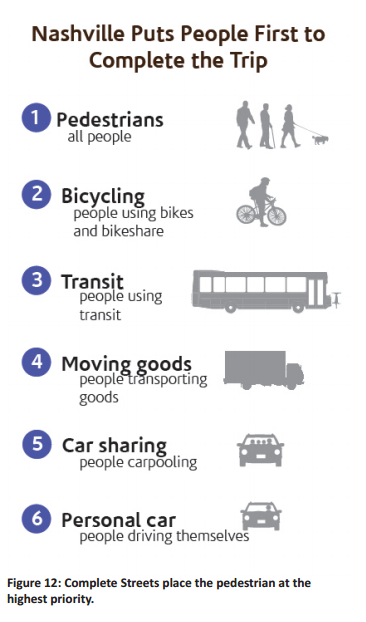 Nashville Puts People First to
Complete the Trip
1 Pedestrians
all people
2 Bicycling
people using bikes
and bikeshare
3 Transit
people using
transit
4 Moving goods
people transporting
goods
5 Car sharing
people carpooling
6 Personal car
people driving themselves
Figure 12: Complete Streets place the pedestrian at the
highest priority.